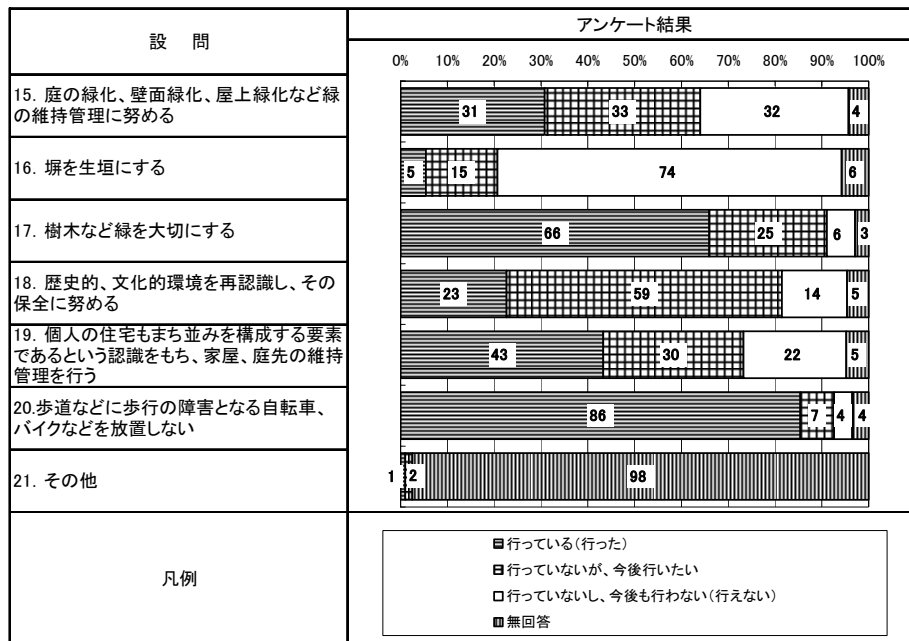 設　問
アンケート結果
0% 10% 20% 30% 40% 50% 60% 70% 80% 90% 100%
15．庭の緑化、壁面緑化、屋上緑化など緑
の維持管理に努める
31 33 32 4
16．塀を生垣にする
5 15 74 6
17．樹木など緑を大切にする
66 25 6 3
18．歴史的、文化的環境を再認識し、その
保全に努める
23 59 14 5
19．個人の住宅もまち並みを構成する要素
であるという認識をもち、家屋、庭先の維持
管理を行う
43 30 22 5
20.歩道などに歩行の障害となる自転車、
バイクなどを放置しない
86 7 4 4
21．その他
1 2 98
凡例
行っている（行った）
行っていないが、今後行いたい
行っていないし、今後も行わない（行えない）
無回答